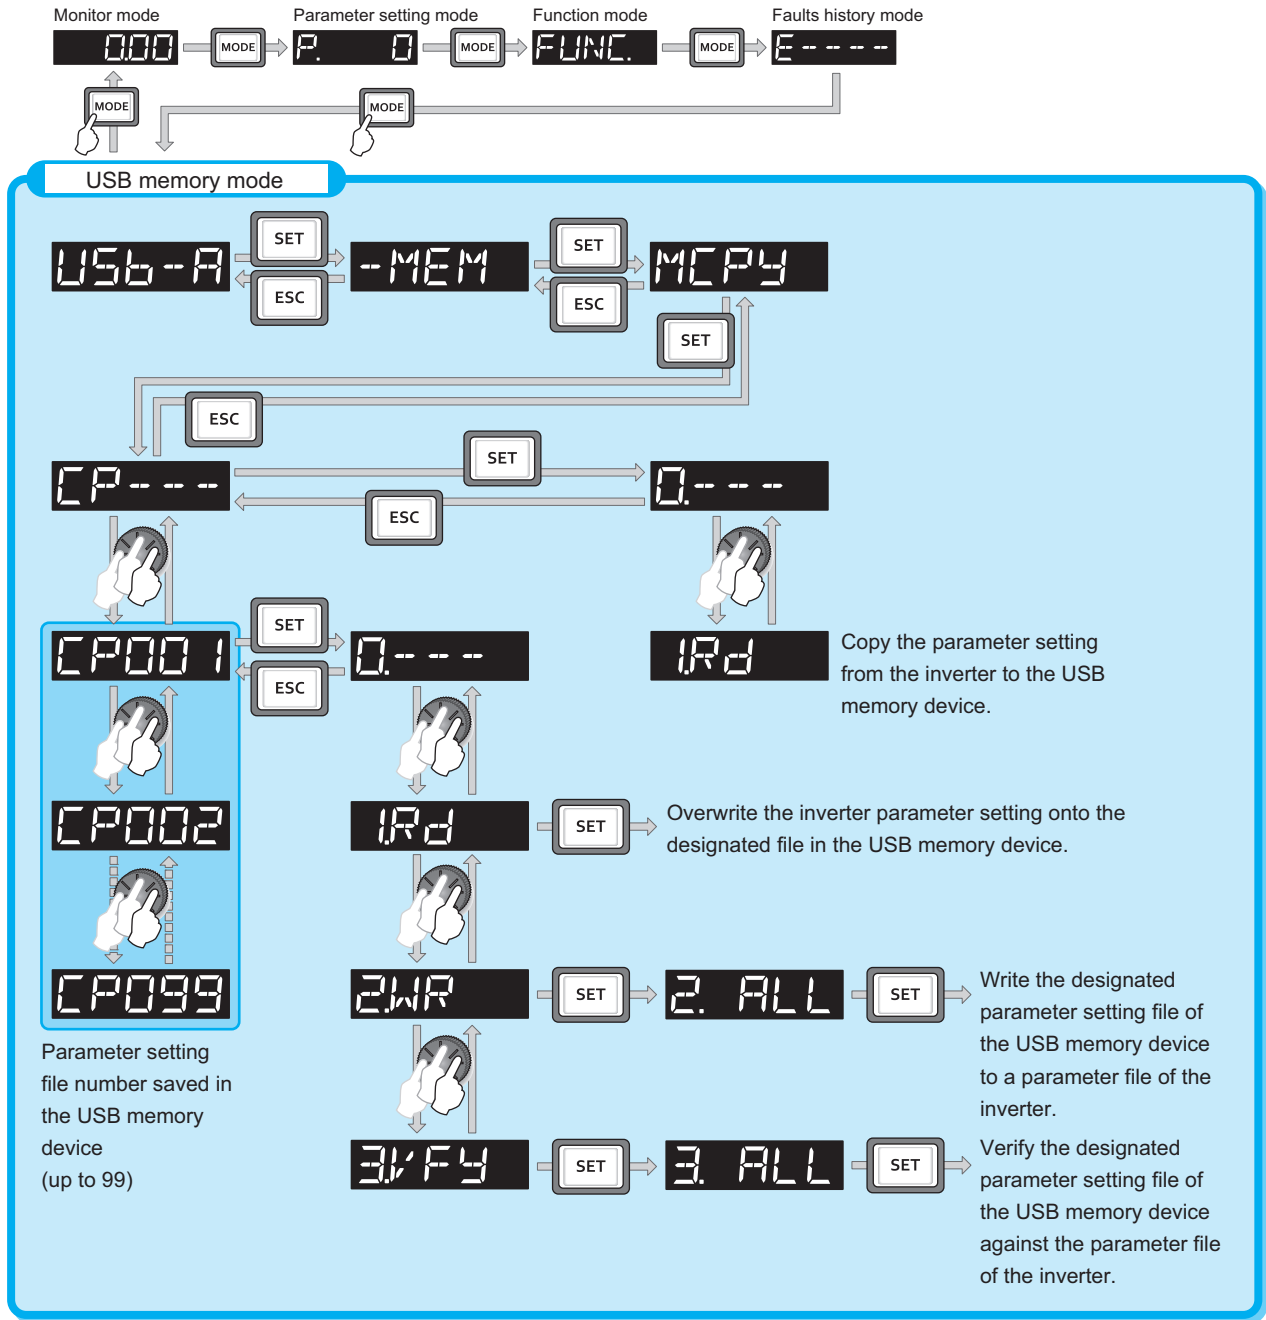 Monitor mode
Parameter setting mode
Function mode
Faults history mode
0.00
MODE
P. 0
MODE
FUNC.
MODE
E----
MODE
MODE
USB memory mode
USb-A
SET
ESC
-MEM
SET
ESC
MCPY
SET
ESC
CP---
SET
ESC
0.---
CP001
SET
ESC
0.---
1.Rd
Copy the parameter setting
from the inverter to the USB
memory device.
CP002
1.Rd
SET
Overwrite the inverter parameter setting onto the
designated file in the USB memory device.
CP099
2.WR
SET
2. ALL
SET
Write the designated
parameter setting file of
the USB memory device
to a parameter file of the
inverter.
Parameter setting
file number saved in
the USB memory
device
(up to 99)
3.VFY
SET
3. ALL
SET
Verify the designated
parameter setting file of
the USB memory device
against the parameter file
of the inverter.